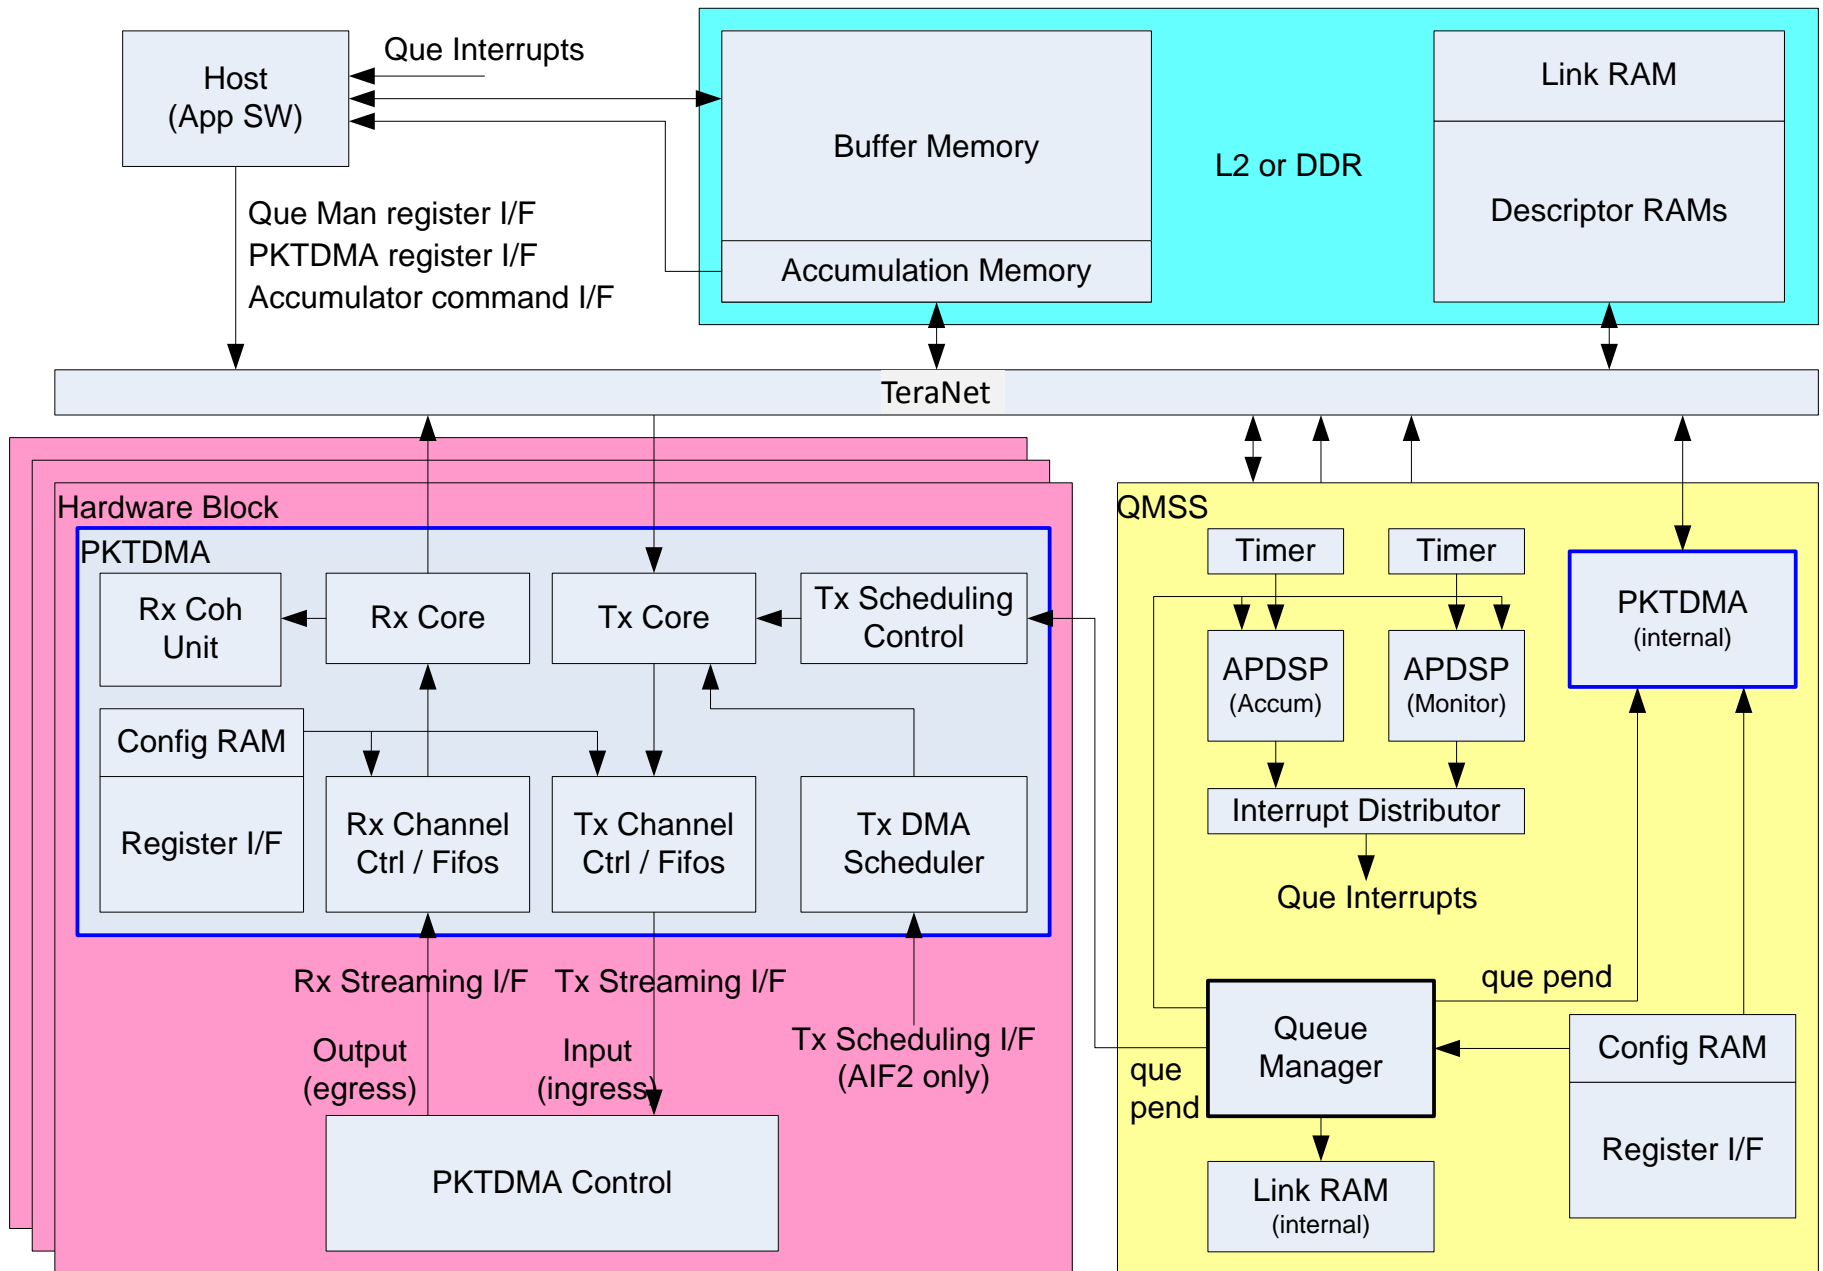 Que Interrupts
Host
(App SW)
Buffer Memory
Accumulation Memory
L2 or DDR
Link RAM
Descriptor RAMs
Que Man register I/F
PKTDMA register I/F
Accumulator command I/F
TeraNet
Hardware Block
PKTDMA
Rx Coh
Unit
Rx Core
Tx Core
Tx Scheduling
Control
Config RAM
Register I/F
Rx Channel
Ctrl / Fifos
Tx Channel
Ctrl / Fifos
Tx DMA
Scheduler
Rx Streaming I/F
Tx Streaming I/F
Output
(egress)
Input
(ingress)
Tx Scheduling I/F
(AIF2 only)
PKTDMA Control
QMSS
Timer
Timer
APDSP
(Accum)
APDSP
(Monitor)
PKTDMA
(internal)
Interrupt Distributor
Que Interrupts
que pend
Queue
Manager
que
pend
Config RAM
Register I/F
Link RAM
(internal)